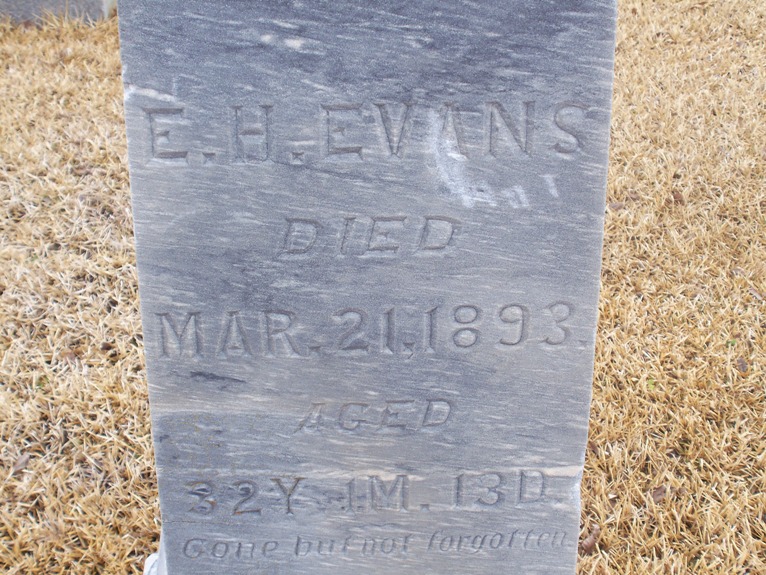 E. H. EVANS
DIED
MAR. 21, 1893.
AGED
32Y. 1M. 13D.
Gone but not forgotten